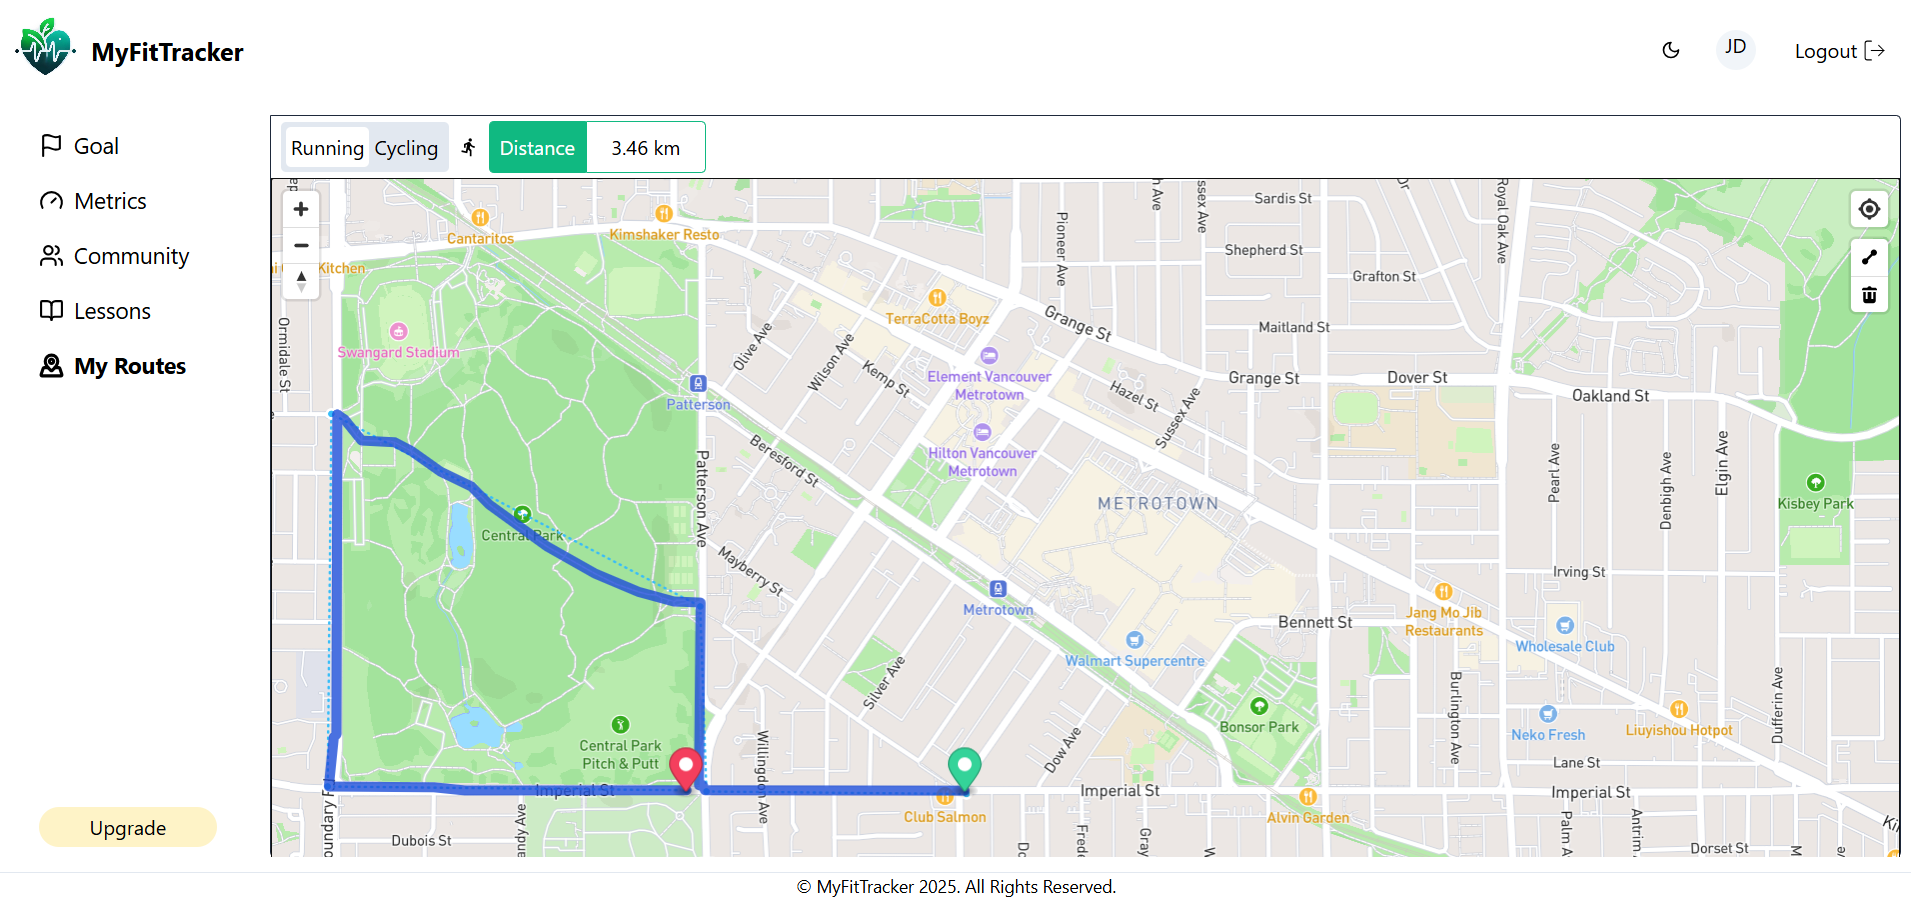 MyFitTracker
JD
Logout
Goal
Metrics
Community
Lessons
My Routes
Upgrade
Running Cycling Distance 3.46 km
Cantaritos
Kimshaker Resto
Kitchen
Swangard Stadium
Ormidale St
Patterson
Olive Ave
Wilson Ave
Kemp St
TerraCotta Boyz
Element Vancouver
Metrotown
Hilton Vancouver
Metrotown
Grange St
Hazel St
Sussex Ave
Pioneer Ave
Sardis St
Shepherd St
Grafton St
Maitland St
Grange St
Dover St
Royal Oak Ave
Oakland St
Beresford St
Patterson Ave
METROTOWN
Central Park
Mayberry St
Metrotown
Walmart Supercentre
Silver Ave
Pearl Ave
Denbigh Ave
Elgin Ave
Kisbey Park
Irving St
Jang Mo Jib
Restaurants
Bennett St
Wholesale Club
Bonsor Park
Burlington Ave
Neko Fresh
Liuyishou Hotpot
Dufferin Ave
Central Park
Pitch & Putt
Willingdon Ave
Dow Ave
Lane St
Imperial St
Imperial St
Imperial St
Club Salmon
Alvin Garden
Dubois St
Dorset St
© MyFitTracker 2025. All Rights Reserved.